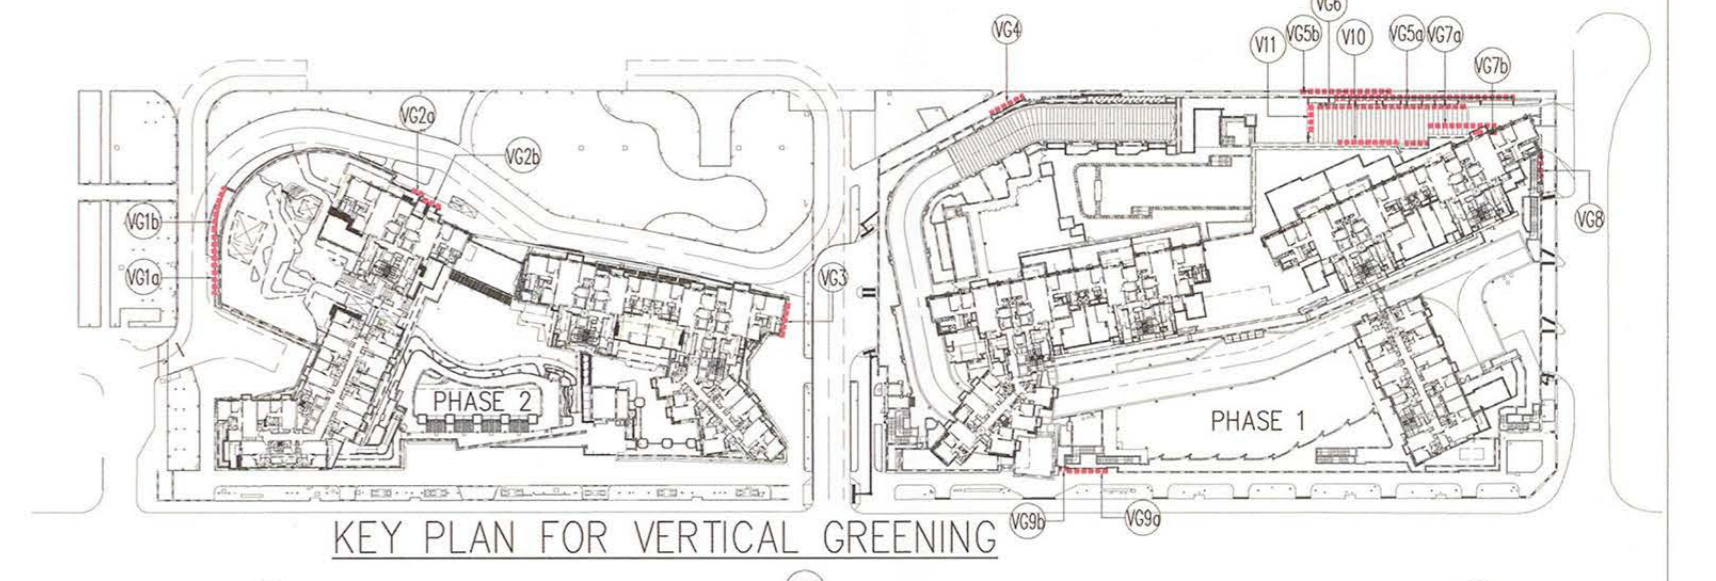 VG6
VG4
V11
VG5b
V10
VG5a
VG7a
VG7b
VG2a
VG2b
VG1b
VG8
VG1a
VG3
PHASE 2
PHASE 1
VG9b
VG9a
KEY PLAN FOR VERTICAL GREENING